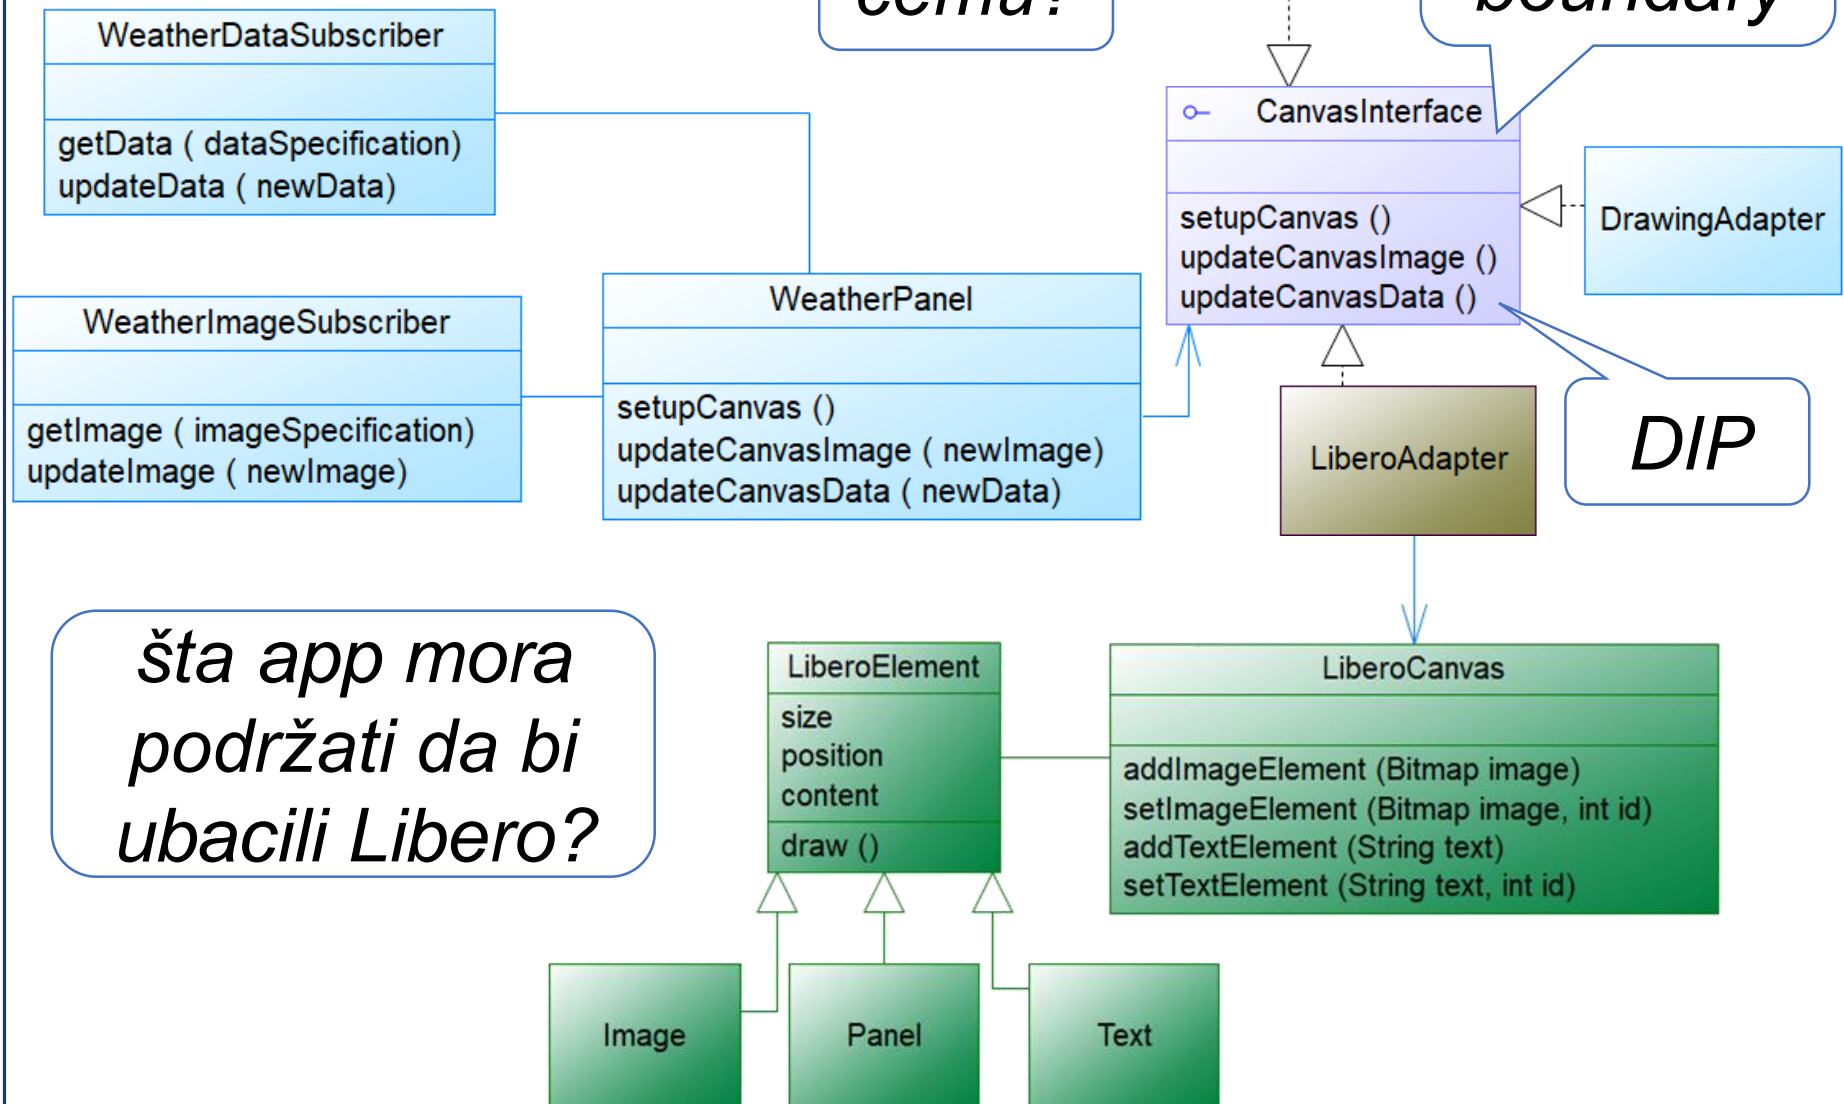 čemu?
boundary
WeatherDataSubscriber
getData ( dataSpecification)
updateData ( newData)
CanvasInterface
setupCanvas ()
updateCanvasImage ()
updateCanvasData ()
DrawingAdapter
WeatherImageSubscriber
getImage ( imageSpecification)
updateImage ( newImage)
WeatherPanel
setupCanvas ()
updateCanvasImage ( newImage)
updateCanvasData ( newData)
LiberoAdapter
DIP
šta app mora
podržati da bi
ubacili Libero?
LiberoElement
size
position
content
draw ()
LiberoCanvas
addImageElement (Bitmap image)
setImageElement (Bitmap image, int id)
addTextElement (String text)
setTextElement (String text, int id)
Image
Panel
Text